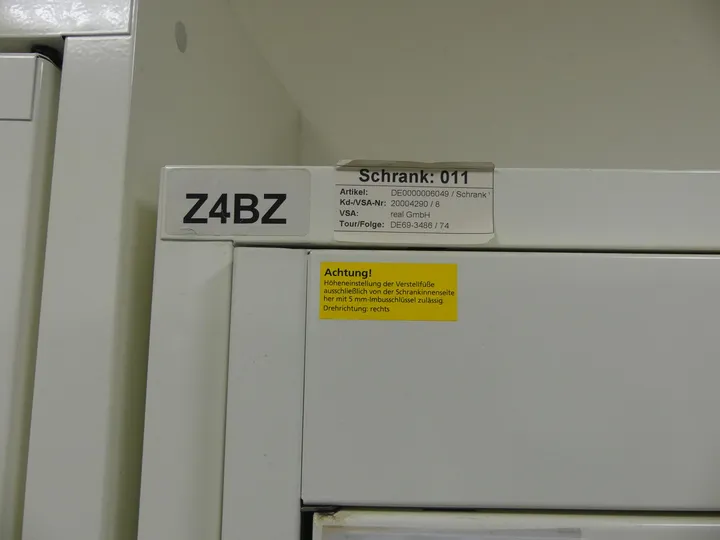 Z4BZ
Schrank: 011
Artikel: DE0000006049 / Schrank
Kd-/VSA-Nr: 20004290 / 8
VSA: real GmbH
Tour/Folge: DE69-3486 / 74
Achtung!
Höheneinstellung der Verstellfüße
ausschließlich von der Schrankinnenseite
her mit 5 mm-Imbusschlüssel zulässig
Drehrichtung: rechts